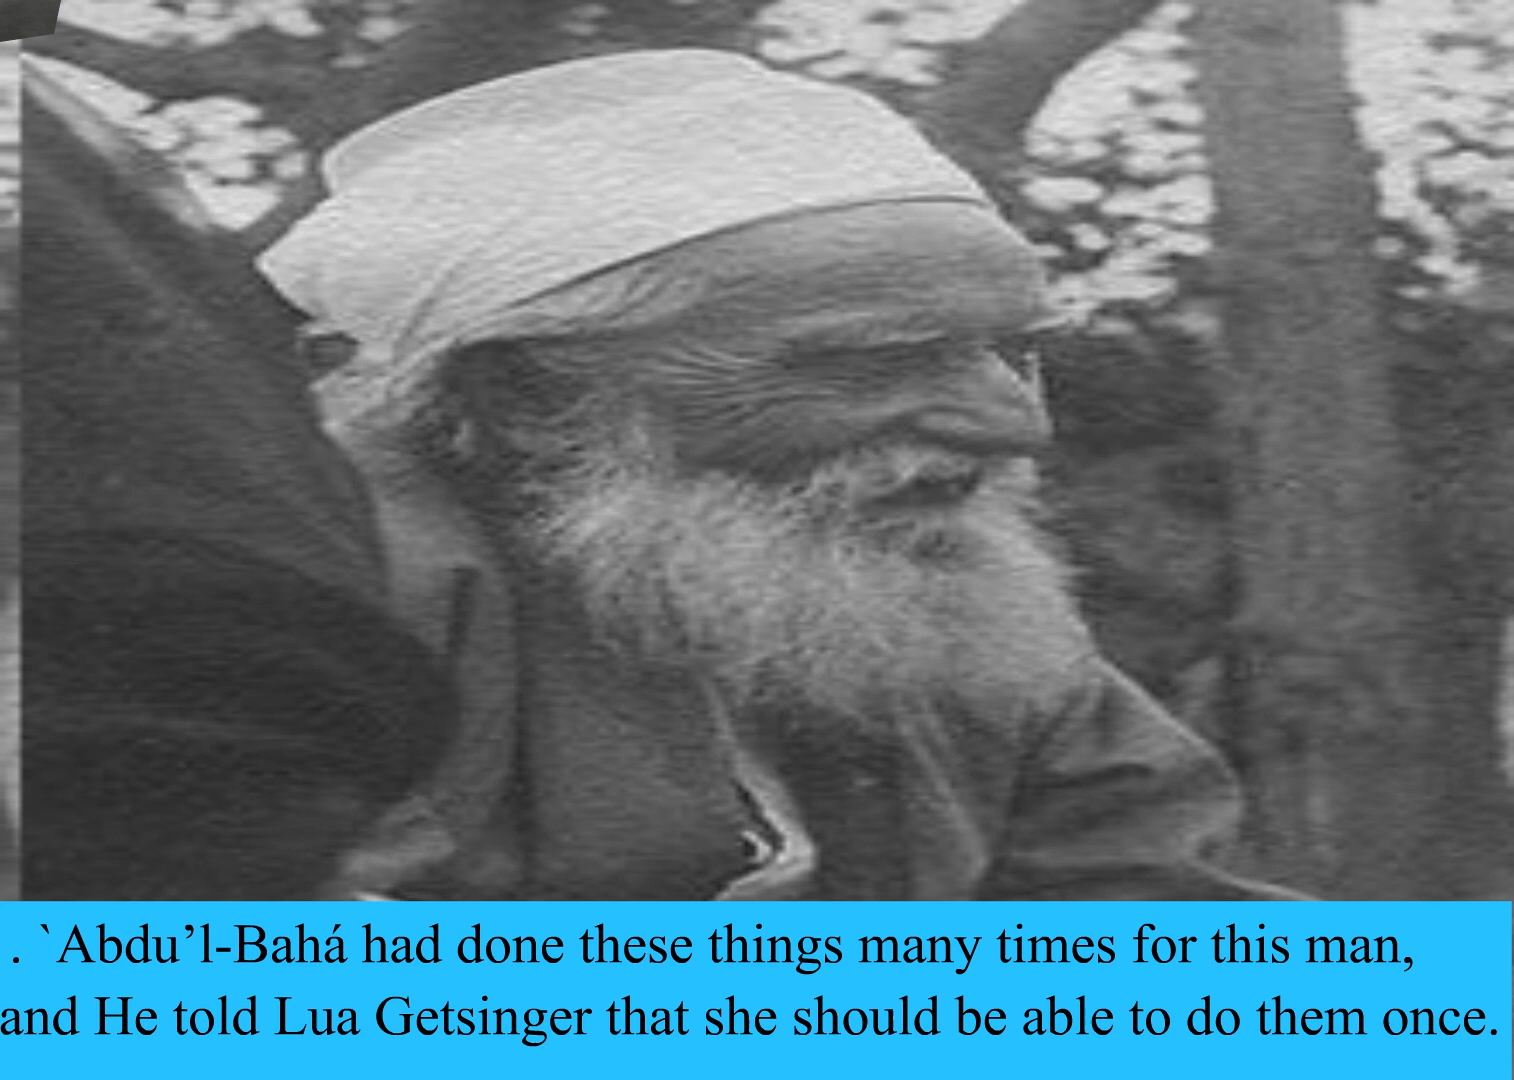 . `Abdu’l-Bahá had done these things many times for this man,
and He told Lua Getsinger that she should be able to do them once.